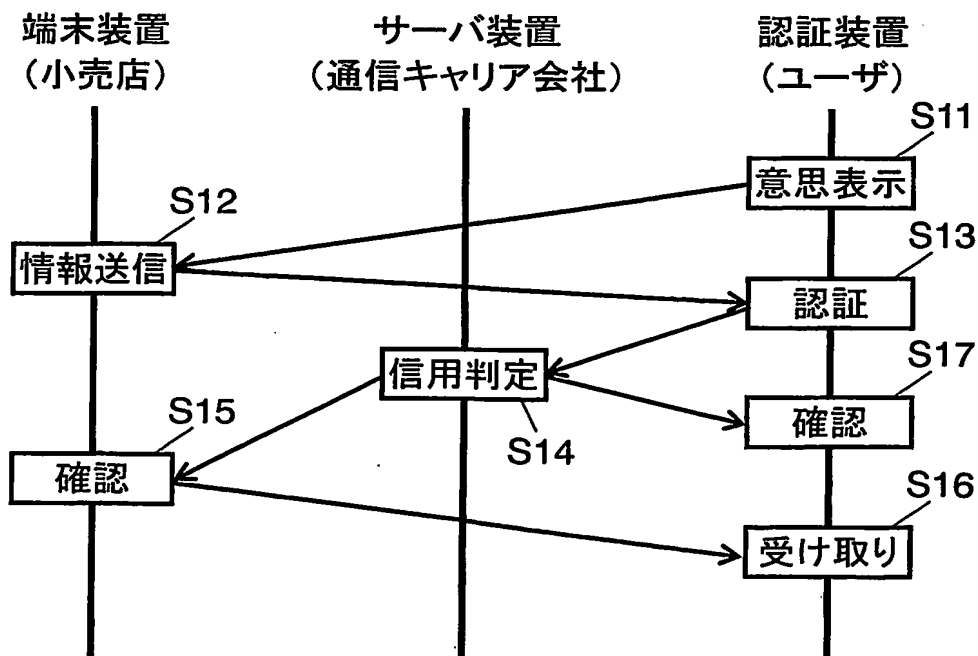 端末装置
(小売店)
サーバ装置
(通信キャリア会社)
認証装置
(ユーザ)
S11
意思表示
S12
情報送信
S13
認証
信用判定
S14
S17
確認
S15
確認
S16
受け取り